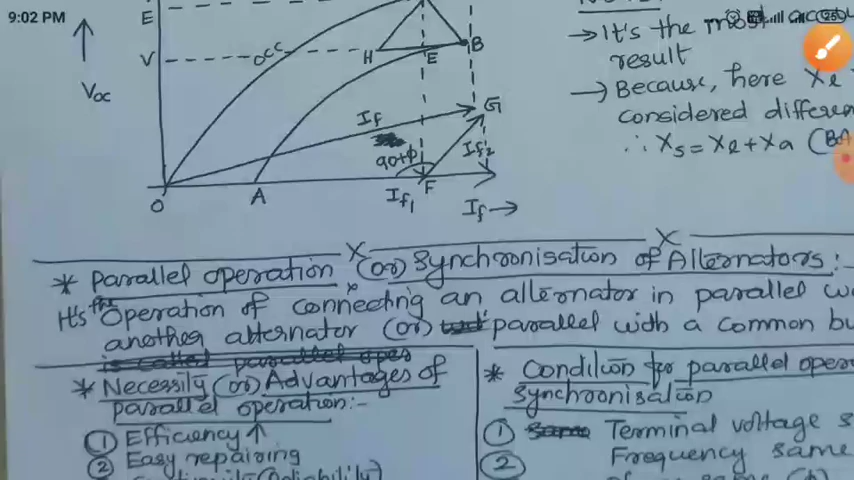 9:02 PM
25
E
V
Voc
OCC
H
E
B
If
G
If2
90+φ
O
A
If1
F
If →
→ It's the most
result
→ Because, here Xl
considered
∴ Xs = Xl + Xa
* Parallel operation (or) Synchronisation of Alternators:-
It's the Operation of connecting an alternator in parallel
another alternator (or) parallel with a common
* Necessity (or) Advantages of
parallel operation:-
① Efficiency ↑
② Easy repairing
* Condition for parallel
Synchronisation
① Terminal voltage
② Frequency same